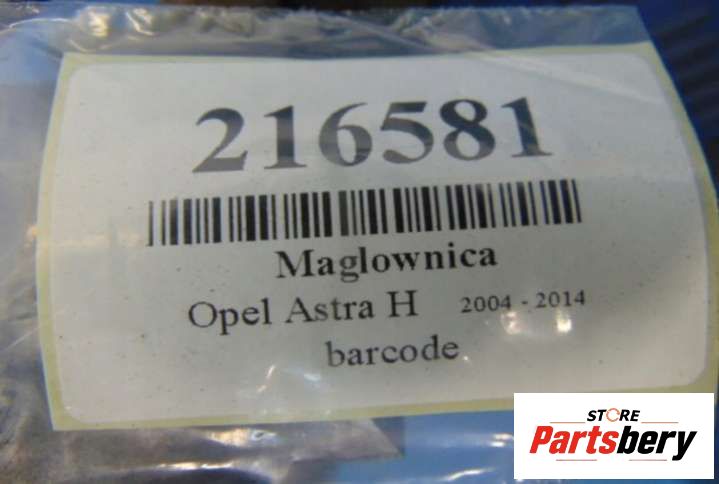 216581
Maglownica
Opel Astra H 2004 - 2014
barcode
STORE
Partsbery